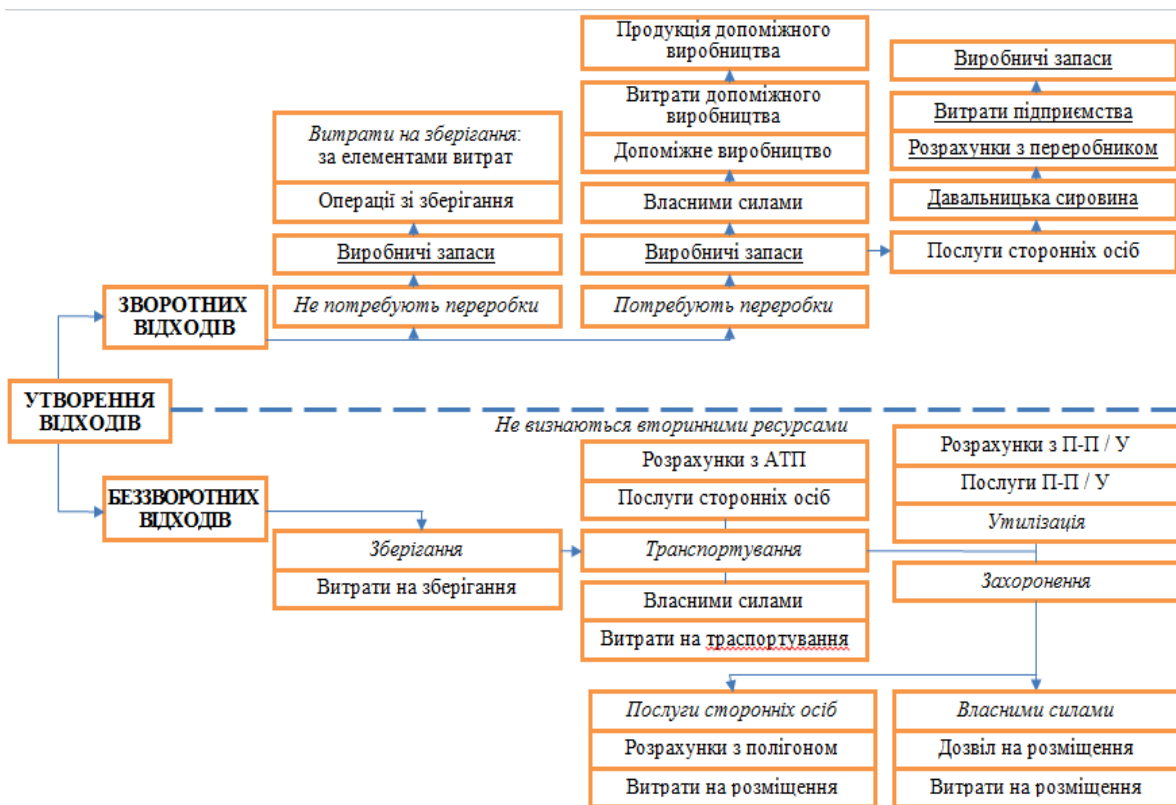 Продукція допоміжного
виробництва
Витрати допоміжного
виробництва
Допоміжне виробництво
Власними силами
Виробничі запаси
Потребують переробки
Виробничі запаси
Витрати підприємства
Розрахунки з переробником
Давальницька сировина
Послуги сторонніх осіб
Витрати на зберігання:
за елементами витрат
Операції зі зберігання
Виробничі запаси
Не потребують переробки
ЗВОРОТНИХ
ВІДХОДІВ
УТВОРЕННЯ
ВІДХОДІВ
Не визнаються вторинними ресурсами
БЕЗЗВОРОТНИХ
ВІДХОДІВ
Зберігання
Витрати на зберігання
Розрахунки з АТП
Послуги сторонніх осіб
Транспортування
Власними силами
Витрати на траспортування
Розрахунки з П-П / У
Послуги П-П / У
Утилізація
Захоронення
Послуги сторонніх осіб
Розрахунки з полігоном
Витрати на розміщення
Власними силами
Дозвіл на розміщення
Витрати на розміщення